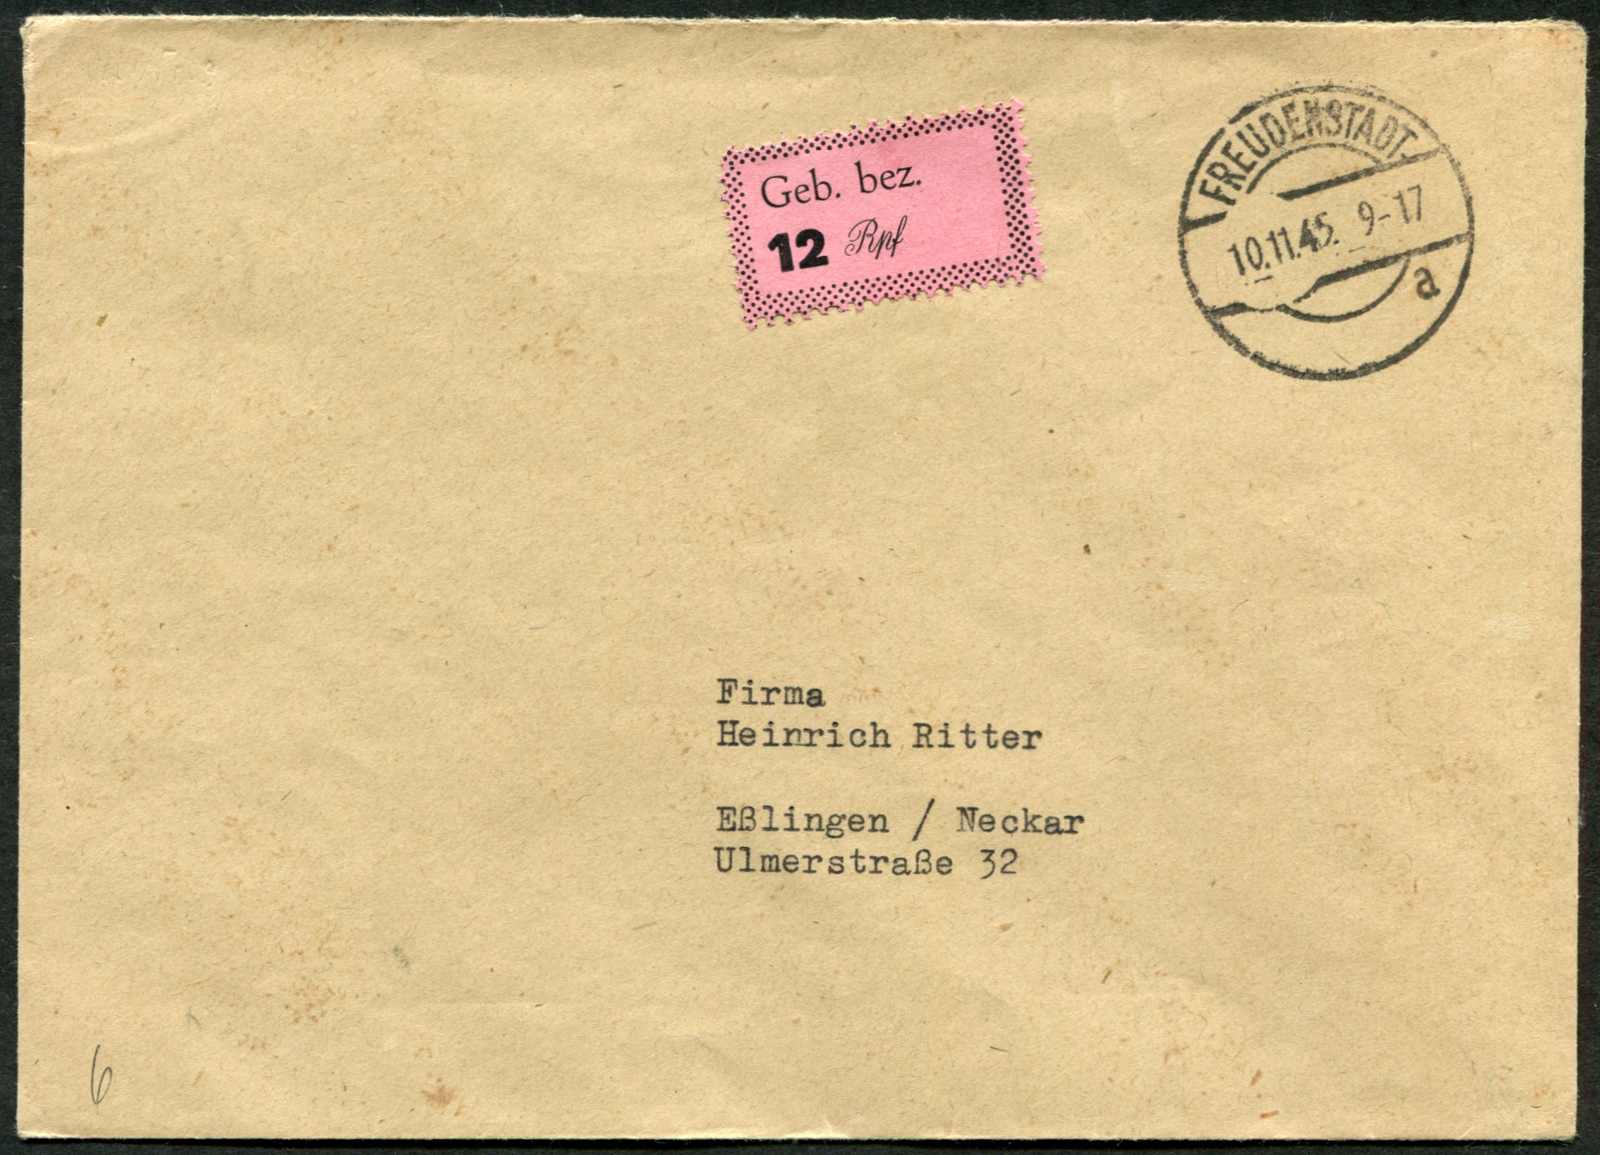 Geb. bez.
12 Rpf
FREUDENSTADT
10.11.45. 9-17
a
Firma
Heinrich Ritter
Eßlingen / Neckar
Ulmerstraße 32
6